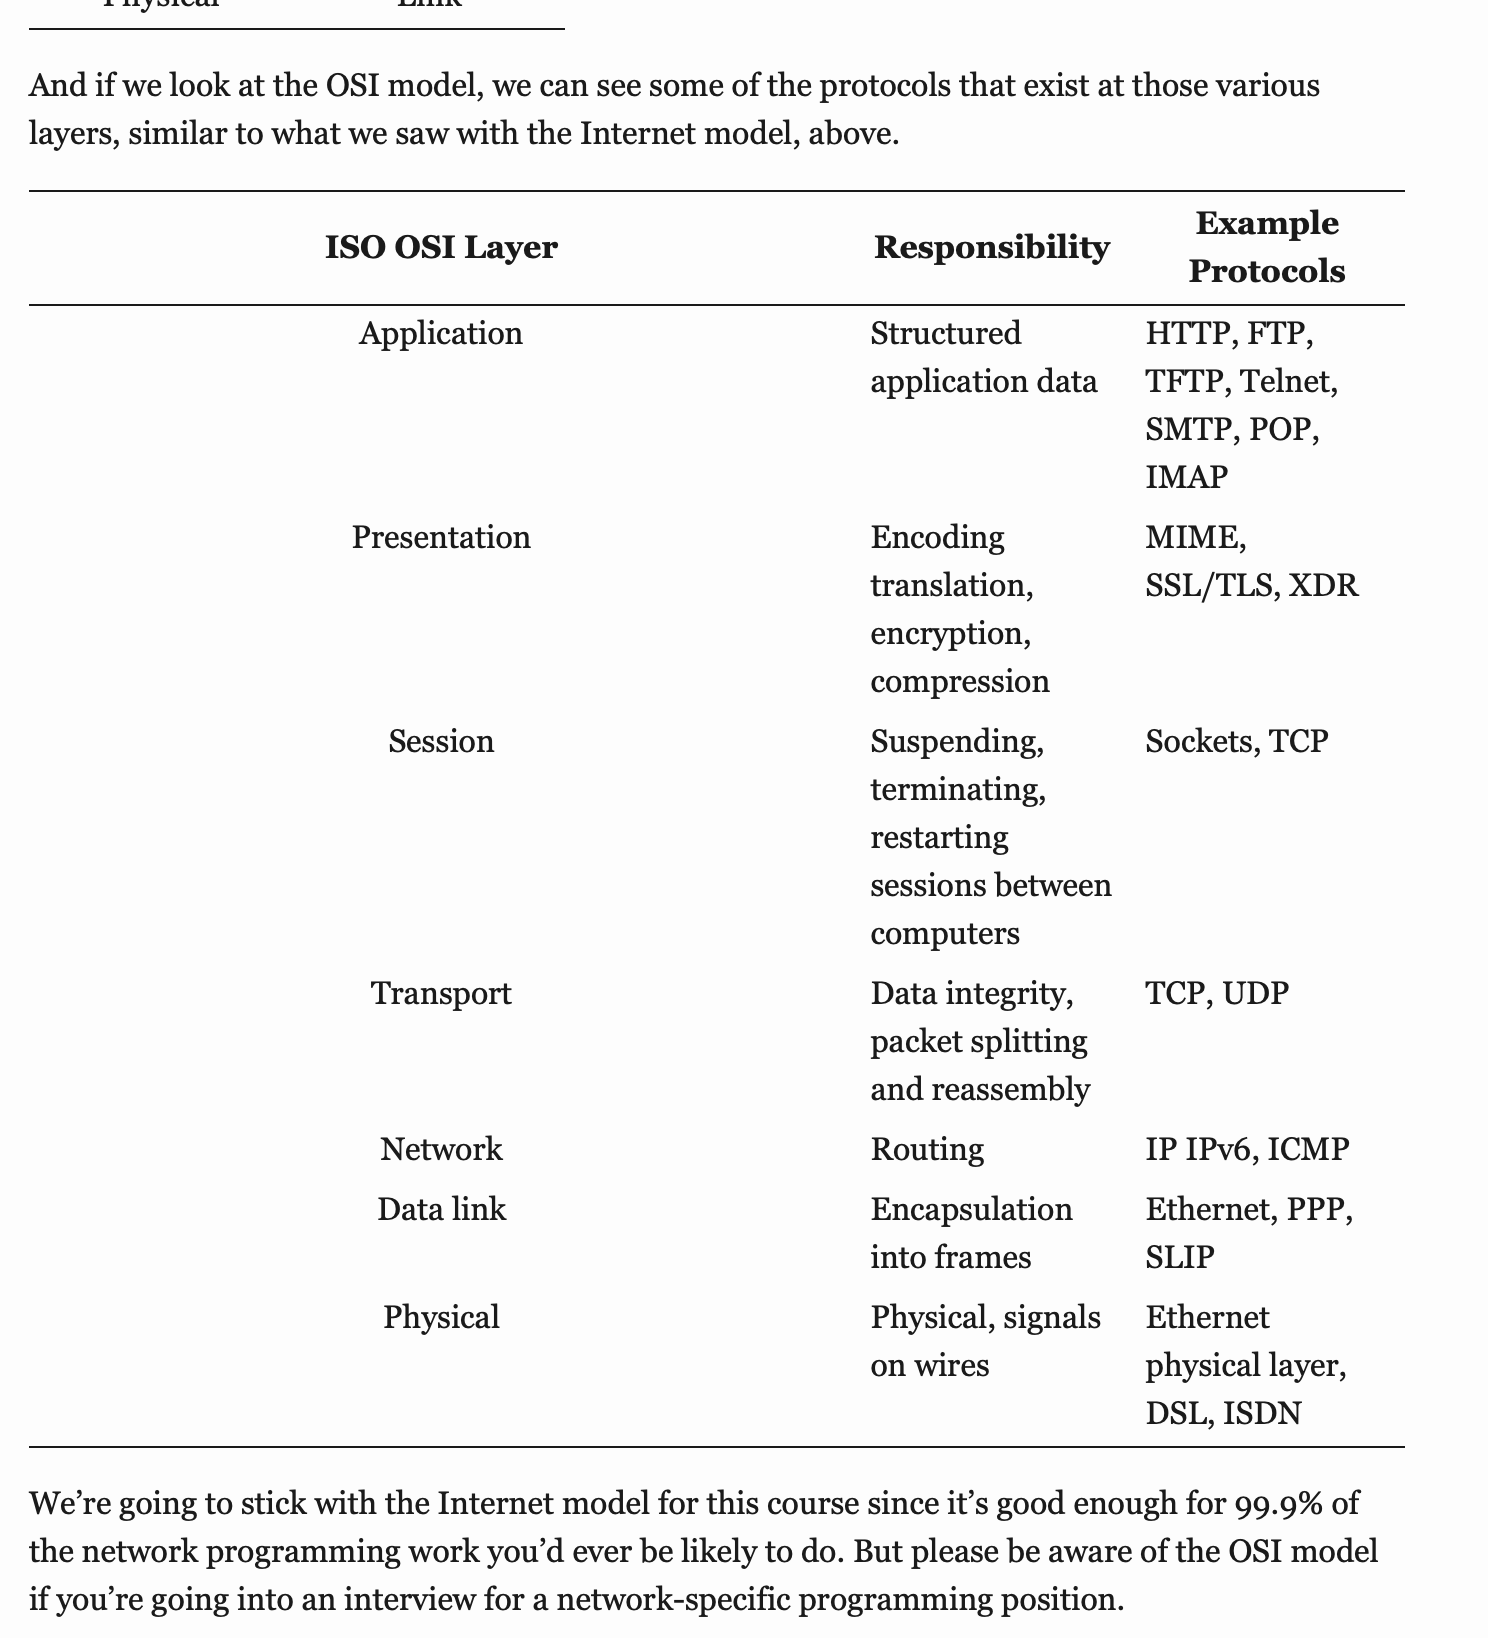 Physical Link
And if we look at the OSI model, we can see some of the protocols that exist at those various
layers, similar to what we saw with the Internet model, above.
ISO OSI Layer Responsibility Example
Protocols
Application Structured HTTP, FTP,
application data TFTP, Telnet,
SMTP, POP,
IMAP
Presentation Encoding MIME,
translation, SSL/TLS, XDR
encryption,
compression
Session Suspending, Sockets, TCP
terminating,
restarting
sessions between
computers
Transport Data integrity, TCP, UDP
packet splitting
and reassembly
Network Routing IP IPv6, ICMP
Data link Encapsulation Ethernet, PPP,
into frames SLIP
Physical Physical, signals Ethernet
on wires physical layer,
DSL, ISDN
We’re going to stick with the Internet model for this course since it’s good enough for 99.9% of
the network programming work you’d ever be likely to do. But please be aware of the OSI model
if you’re going into an interview for a network-specific programming position.